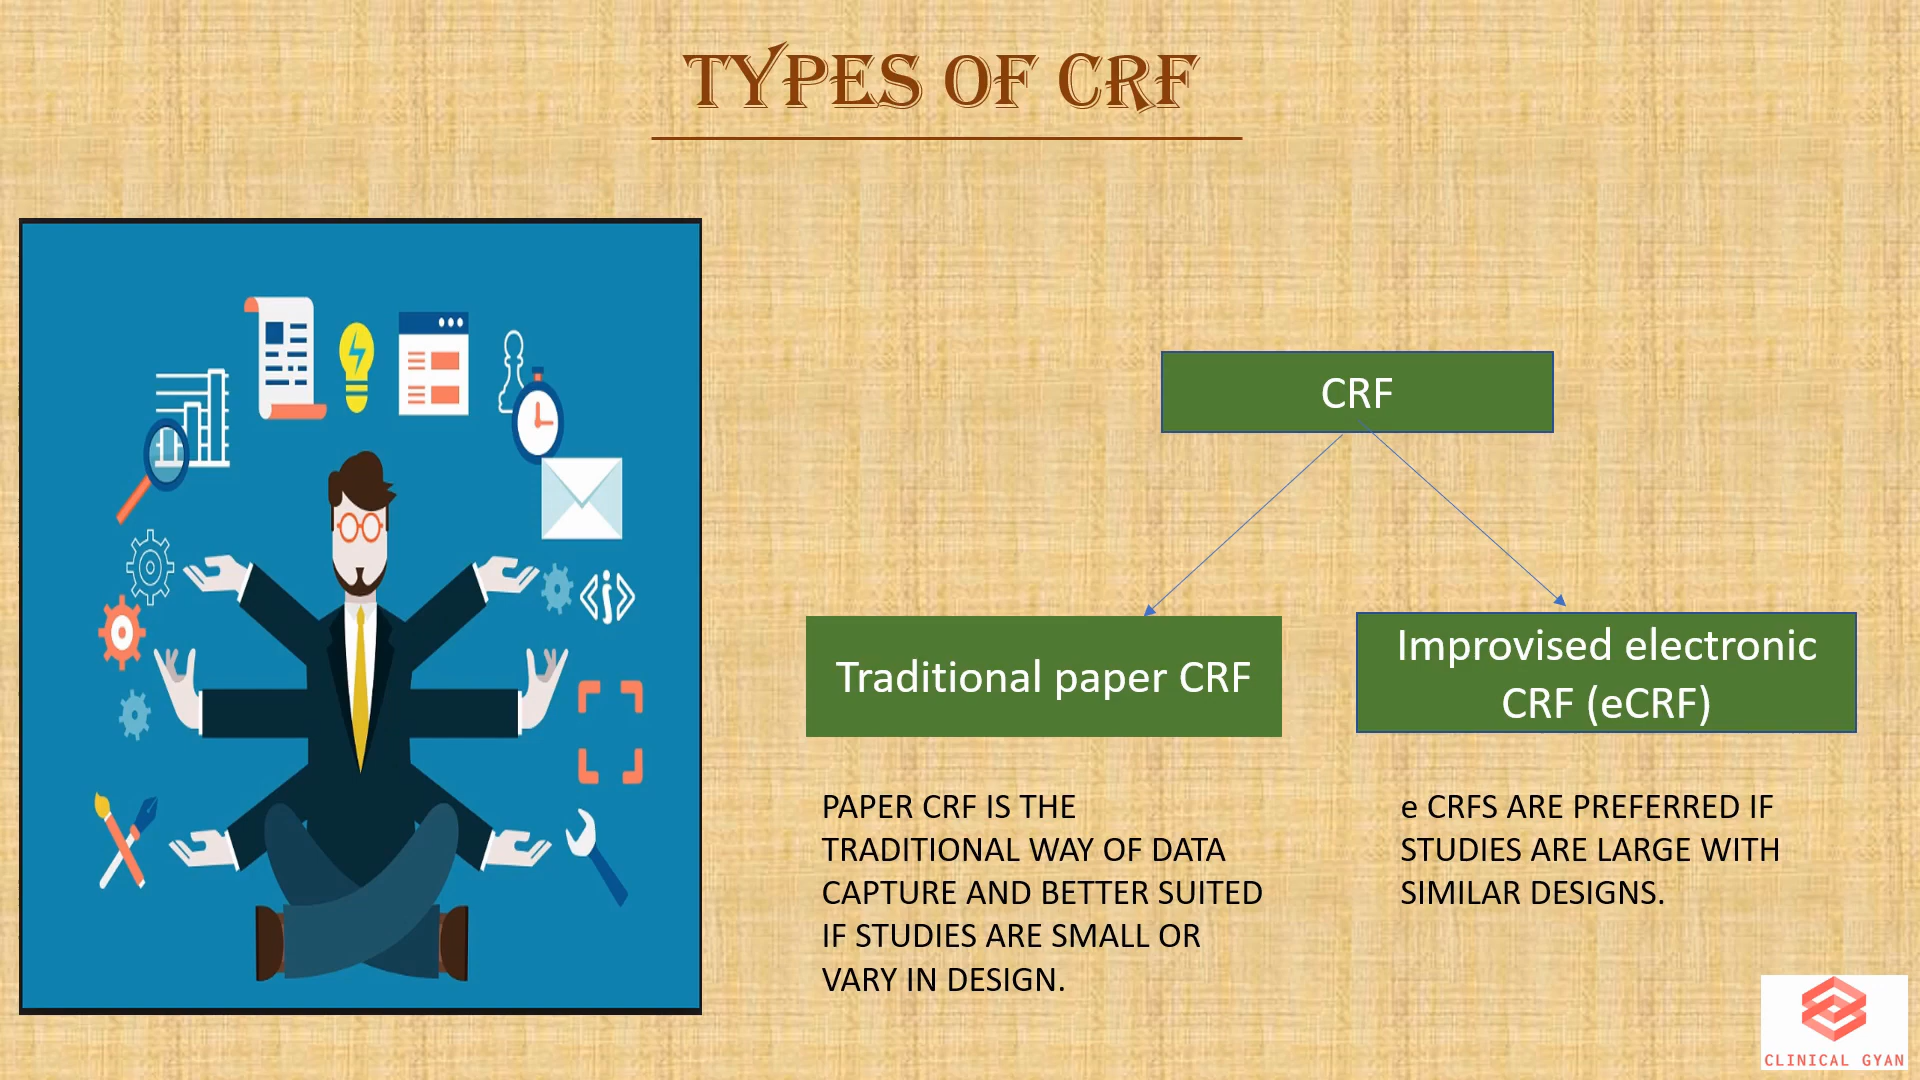 TYPES OF CRF
CRF
Traditional paper CRF
Improvised electronic
CRF (eCRF)
PAPER CRF IS THE
TRADITIONAL WAY OF DATA
CAPTURE AND BETTER SUITED
IF STUDIES ARE SMALL OR
VARY IN DESIGN.
e CRFS ARE PREFERRED IF
STUDIES ARE LARGE WITH
SIMILAR DESIGNS.
CLINICAL GYAN